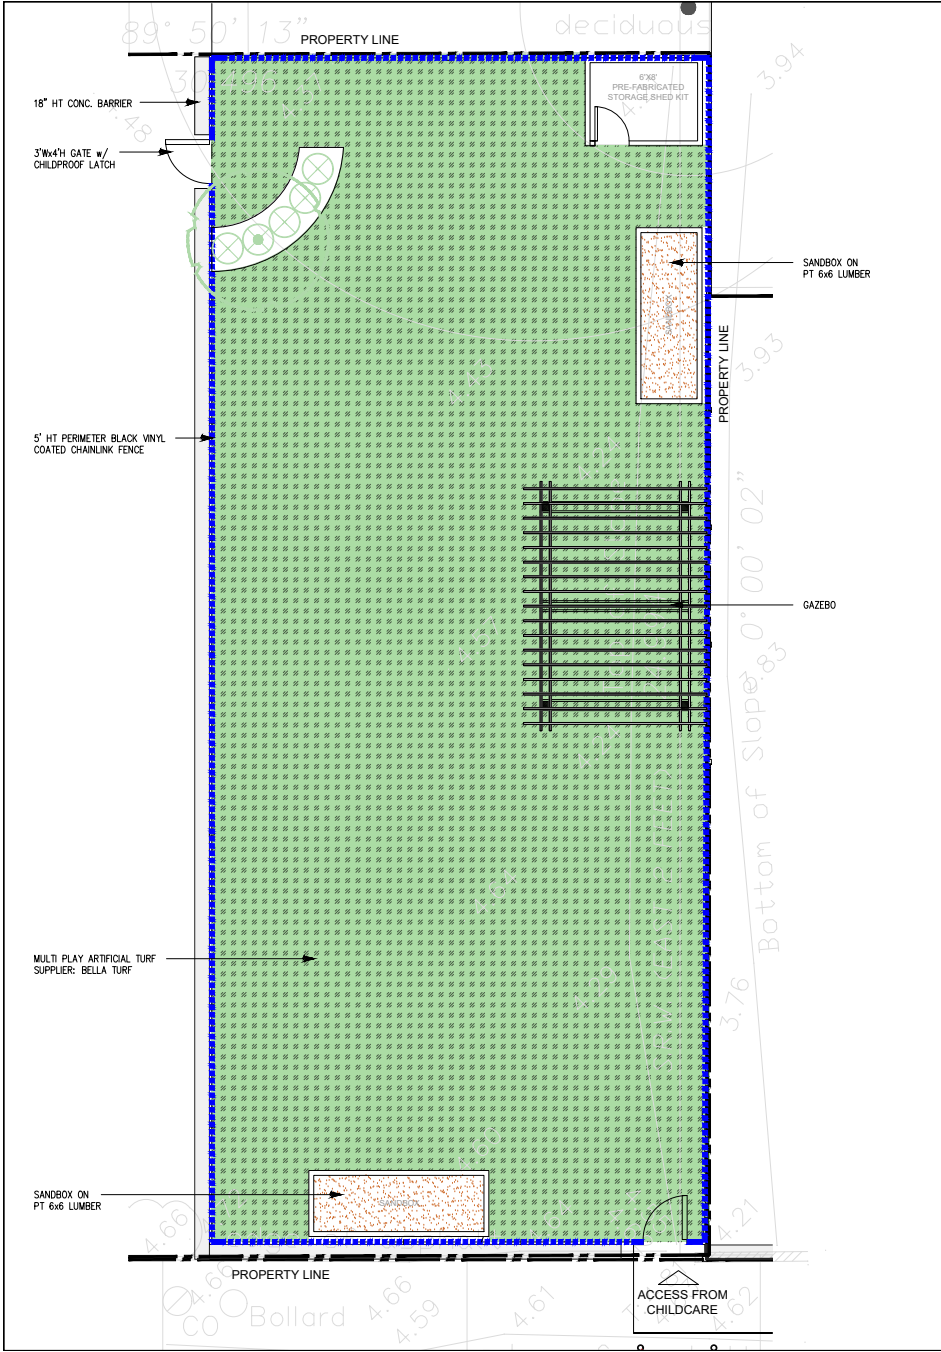 89° 50' 13"
PROPERTY LINE
deciduous
3.94
6'X8'
PRE-FABRICATED
STORAGE SHED KIT
18" HT CONC. BARRIER
3'Wx4'H GATE w/
CHILDPROOF LATCH
SANDBOX ON
PT 6x6 LUMBER
SANDBOX
PROPERTY LINE
3.93
5' HT PERIMETER BLACK VINYL
COATED CHAINLINK FENCE
0° 00' 02"
GAZEBO
3.83
Bottom of Slope
MULTI PLAY ARTIFICIAL TURF
SUPPLIER: BELLA TURF
3.76
SANDBOX ON
PT 6x6 LUMBER
SANDBOX
4.66
4.21
PROPERTY LINE
ACCESS FROM
CHILDCARE
4.66
CO
Bollard
4.66
4.59
4.61
4.62